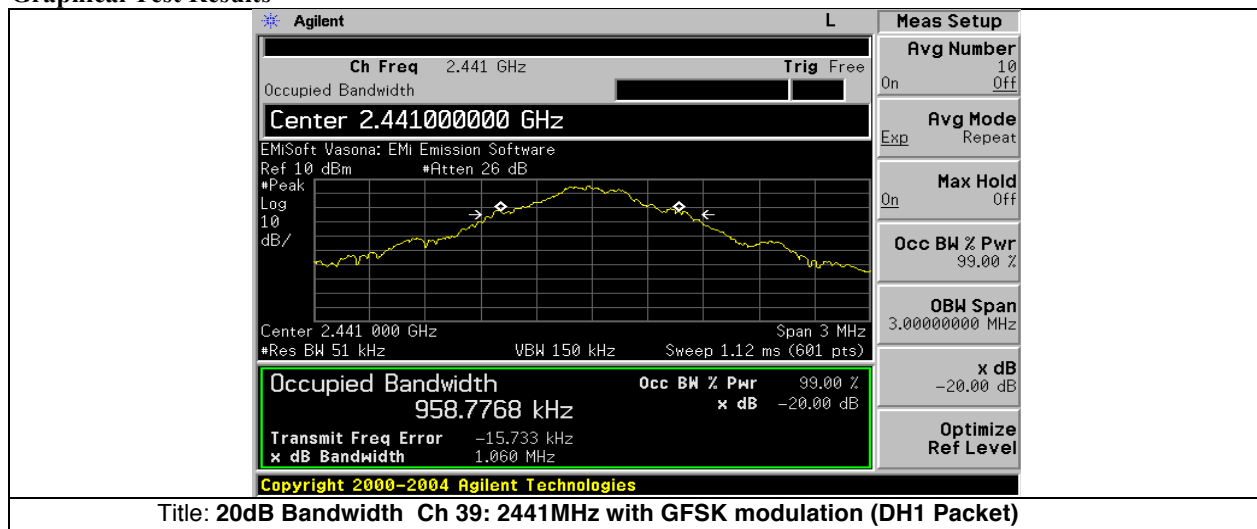 Graphical Test Results
Agilent L
Ch Freq 2.441 GHz Trig Free
Occupied Bandwidth
Center 2.441000000 GHz
EMiSoft Vasona: EMi Emission Software
Ref 10 dBm #Atten 26 dB
#Peak
Log
10
dB/
Center 2.441 000 GHz Span 3 MHz
#Res BW 51 kHz VBW 150 kHz Sweep 1.12 ms (601 pts)
Occupied Bandwidth Occ BW % Pwr 99.00 %
958.7768 kHz x dB -20.00 dB
Transmit Freq Error -15.733 kHz
x dB Bandwidth 1.060 MHz
Copyright 2000-2004 Agilent Technologies
Meas Setup
Avg Number
10
On Off
Avg Mode
Exp Repeat
Max Hold
On Off
Occ BW % Pwr
99.00 %
OBW Span
3.00000000 MHz
x dB
-20.00 dB
Optimize
Ref Level
Title: 20dB Bandwidth Ch 39: 2441MHz with GFSK modulation (DH1 Packet)